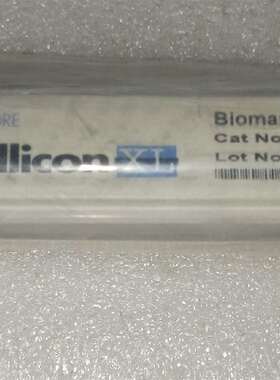 ORE
llicon XL
Bioma
Cat No
Lot No